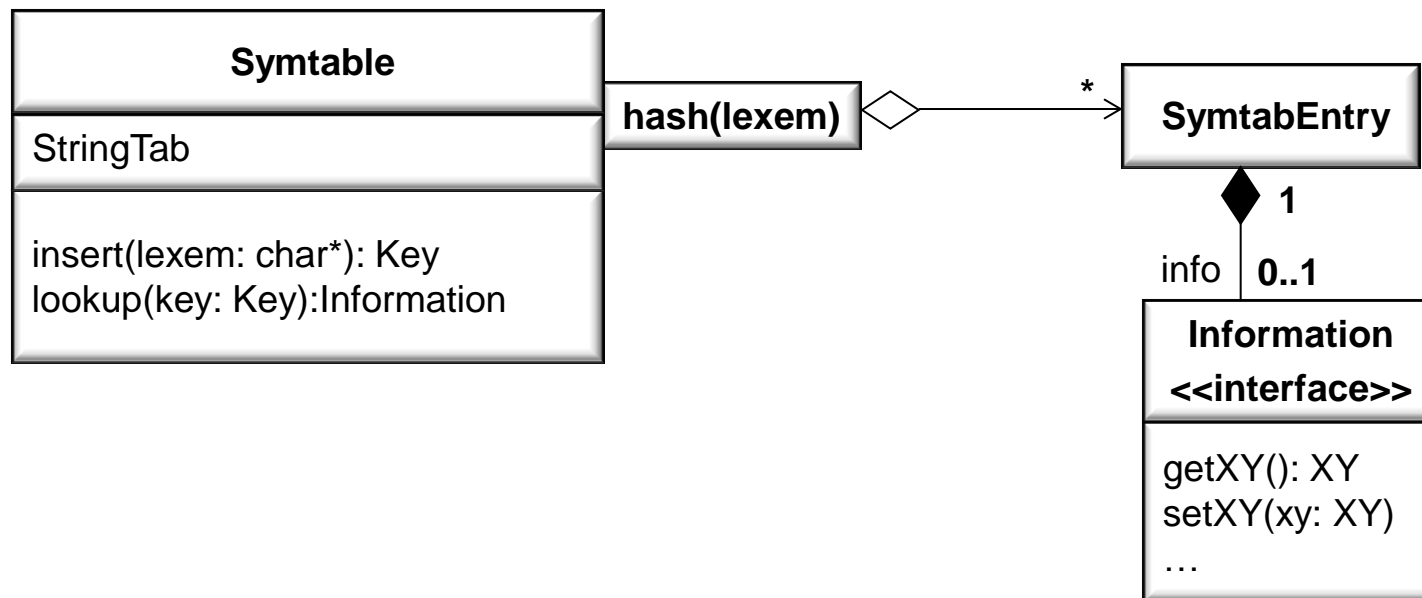 Symtable
StringTab
insert(lexem: char*): Key
lookup(key: Key):Information
hash(lexem)
*
SymtabEntry
1
info 0..1
Information
<<interface>>
getXY(): XY
setXY(xy: XY)
…